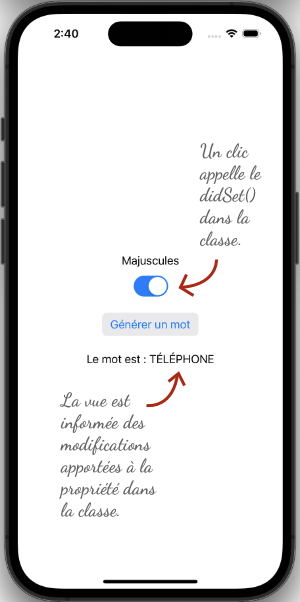 2:40
Un clic
appelle le
didSet()
dans la
classe.
Majuscules
Générer un mot
Le mot est : TÉLÉPHONE
La vue est
informée des
modifications
apportées à la
propriété dans
la classe.